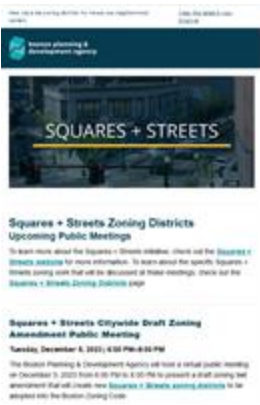 boston planning &
development agency
SQUARES + STREETS
Squares + Streets Zoning Districts
Upcoming Public Meetings
To learn more about the Squares + Streets initiative, check out the Squares +
Streets website for more information. To learn about the specific Squares +
Streets zoning work that will be discussed at these meetings, check out the
Squares + Streets Zoning Districts page
Squares + Streets Citywide Draft Zoning
Amendment Public Meeting
Tuesday, December 5, 2023; 6:00 PM-8:00 PM
The Boston Planning & Development Agency will host a virtual public meeting
on December 5, 2023 from 6:00 PM to 8:00 PM to present a draft zoning text
amendment that will create new Squares + Streets zoning districts to be
adopted into the Boston Zoning Code.